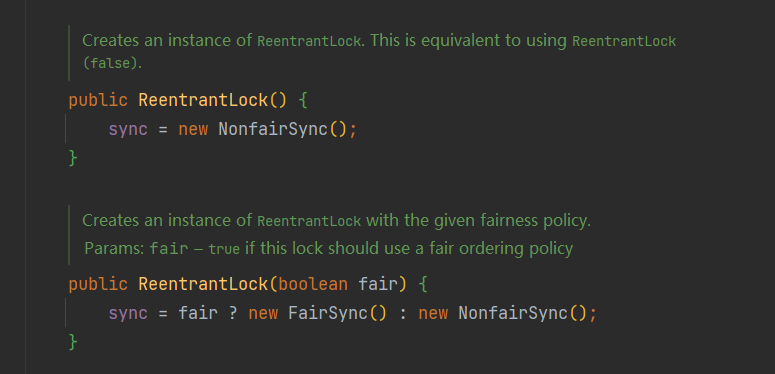 Creates an instance of ReentrantLock. This is equivalent to using ReentrantLock
(false).
public ReentrantLock() {
sync = new NonfairSync();
}
Creates an instance of ReentrantLock with the given fairness policy.
Params: fair – true if this lock should use a fair ordering policy
public ReentrantLock(boolean fair) {
sync = fair ? new FairSync() : new NonfairSync();
}